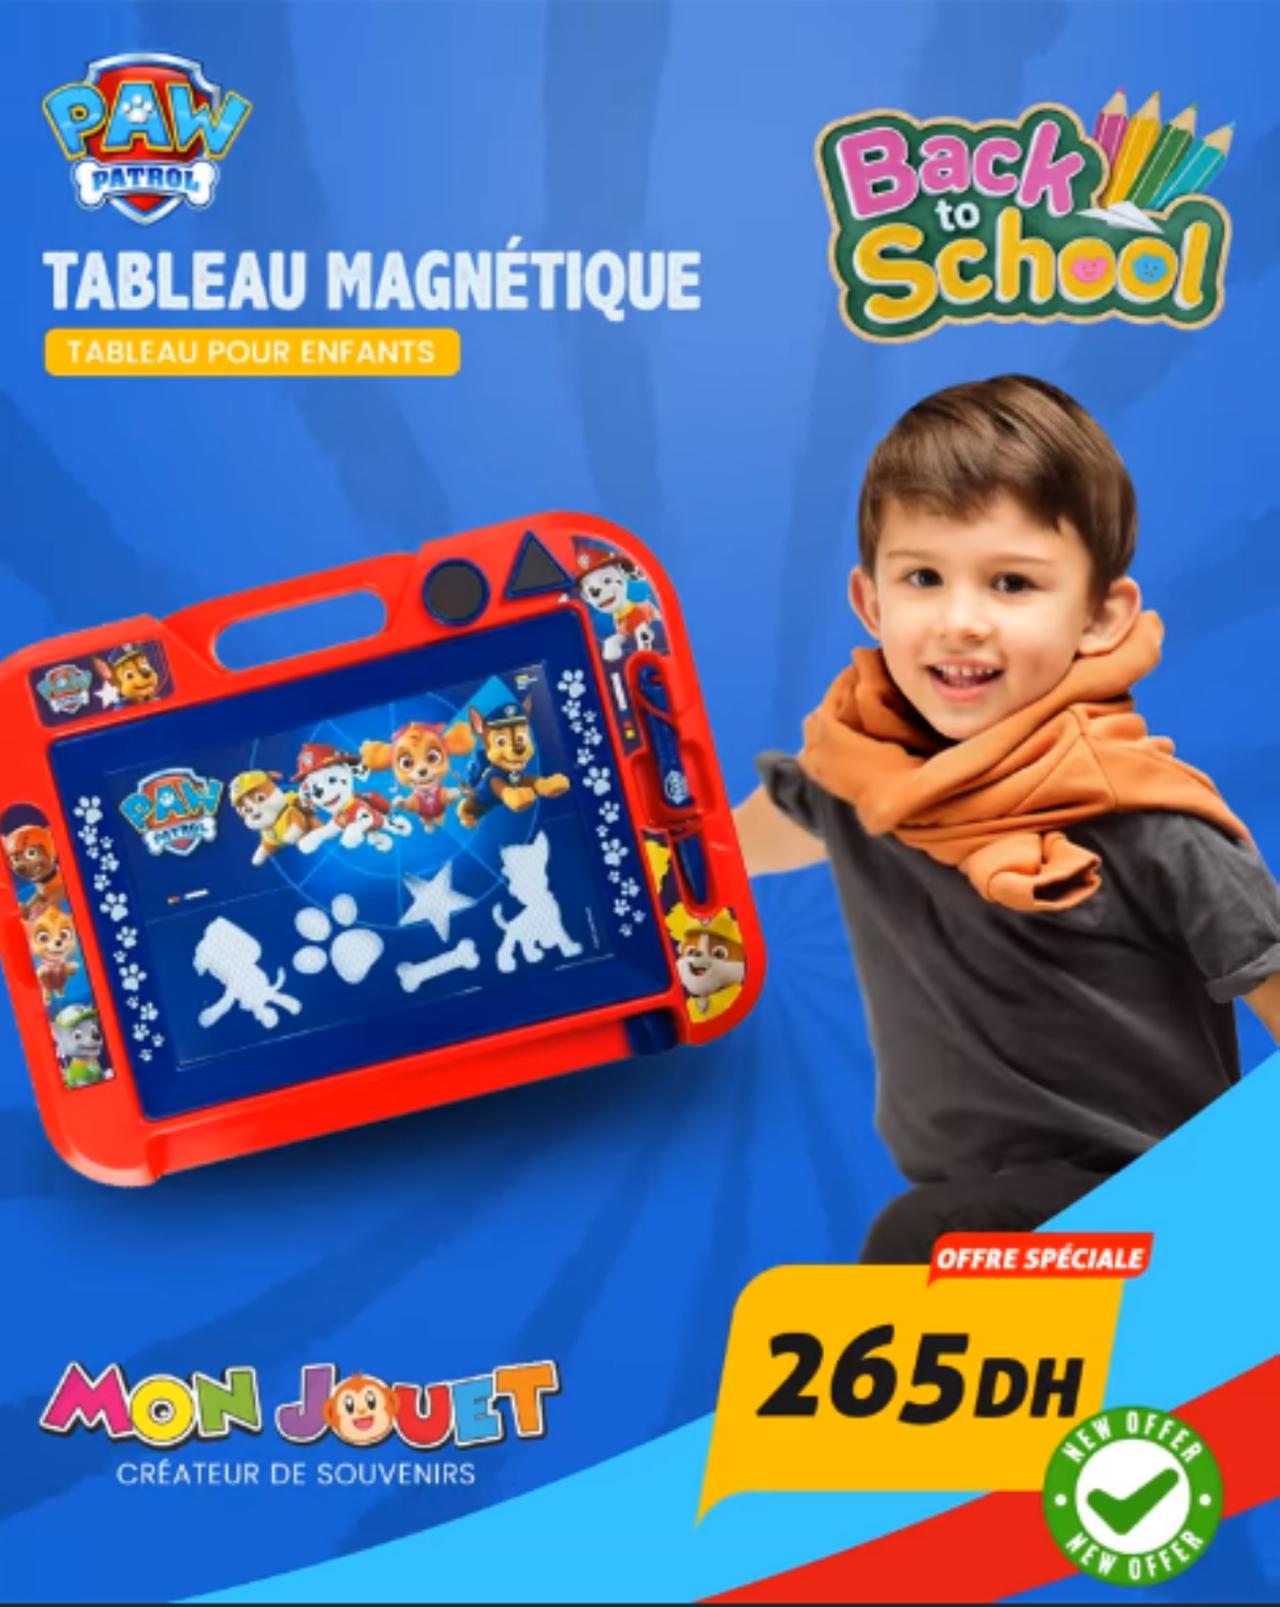 PAW
PATROL
Back
to
School
TABLEAU MAGNÉTIQUE
TABLEAU POUR ENFANTS
PAW
PATROL
OFFRE SPÉCIALE
265DH
MON JOUET
CRÉATEUR DE SOUVENIRS
NEW OFFER
NEW OFFER